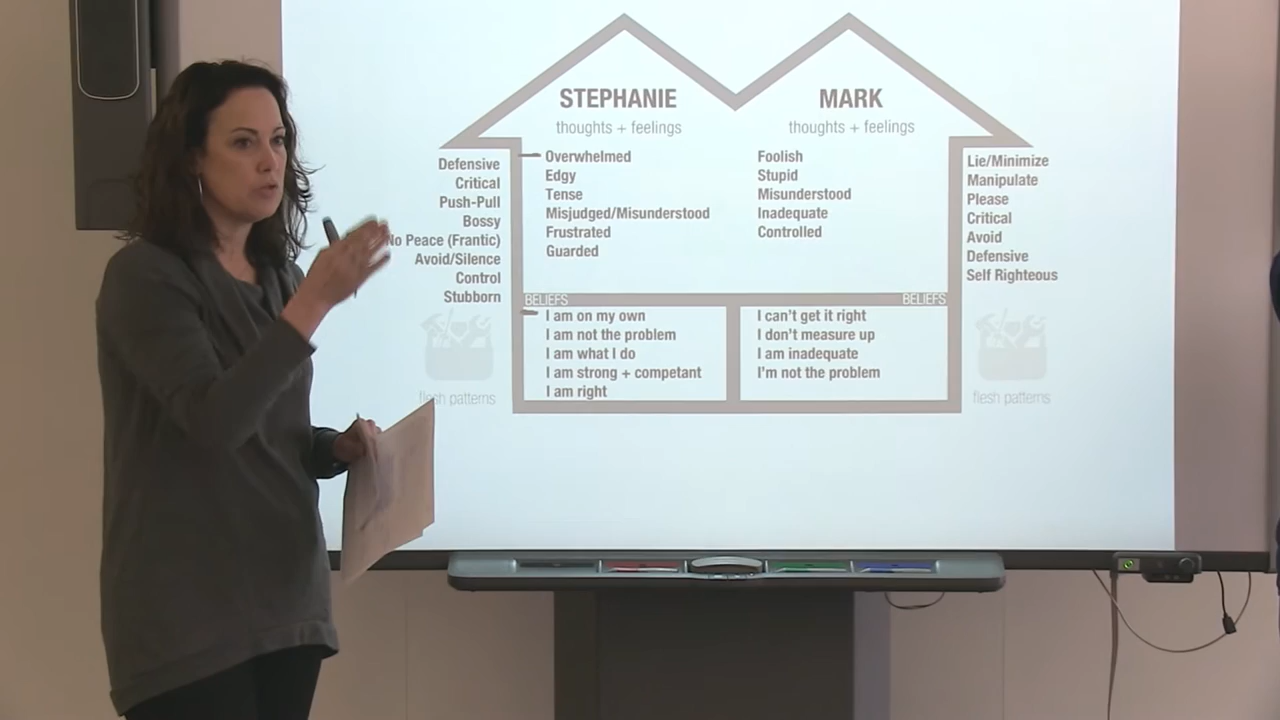 STEPHANIE
thoughts + feelings
MARK
thoughts + feelings
Defensive
Critical
Push-Pull
Bossy
No Peace (Frantic)
Avoid/Silence
Control
Stubborn
Overwhelmed
Edgy
Tense
Misjudged/Misunderstood
Frustrated
Guarded
Foolish
Stupid
Misunderstood
Inadequate
Controlled
Lie/Minimize
Manipulate
Please
Critical
Avoid
Defensive
Self Righteous
BELIEFS
I am on my own
I am not the problem
I am what I do
I am strong + competant
I am right
BELIEFS
I can't get it right
I don't measure up
I am inadequate
I'm not the problem
flesh patterns
flesh patterns